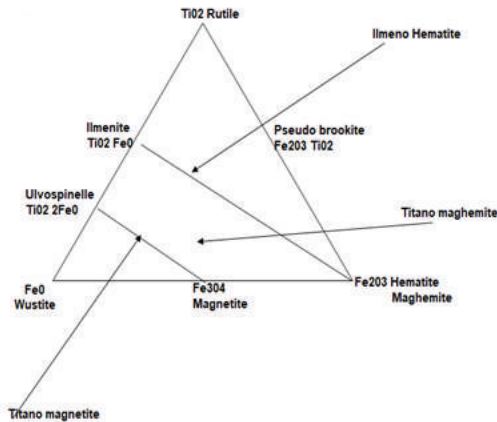 Ti02 Rutile
Ilmeno Hematite
Ilmenite
Ti02 Fe0
Pseudo brookite
Fe203 Ti02
Ulvospinelle
Ti02 2Fe0
Titano maghemite
Fe0
Wustite
Fe304
Magnetite
Fe203 Hematite
Maghemite
Titano magnetite